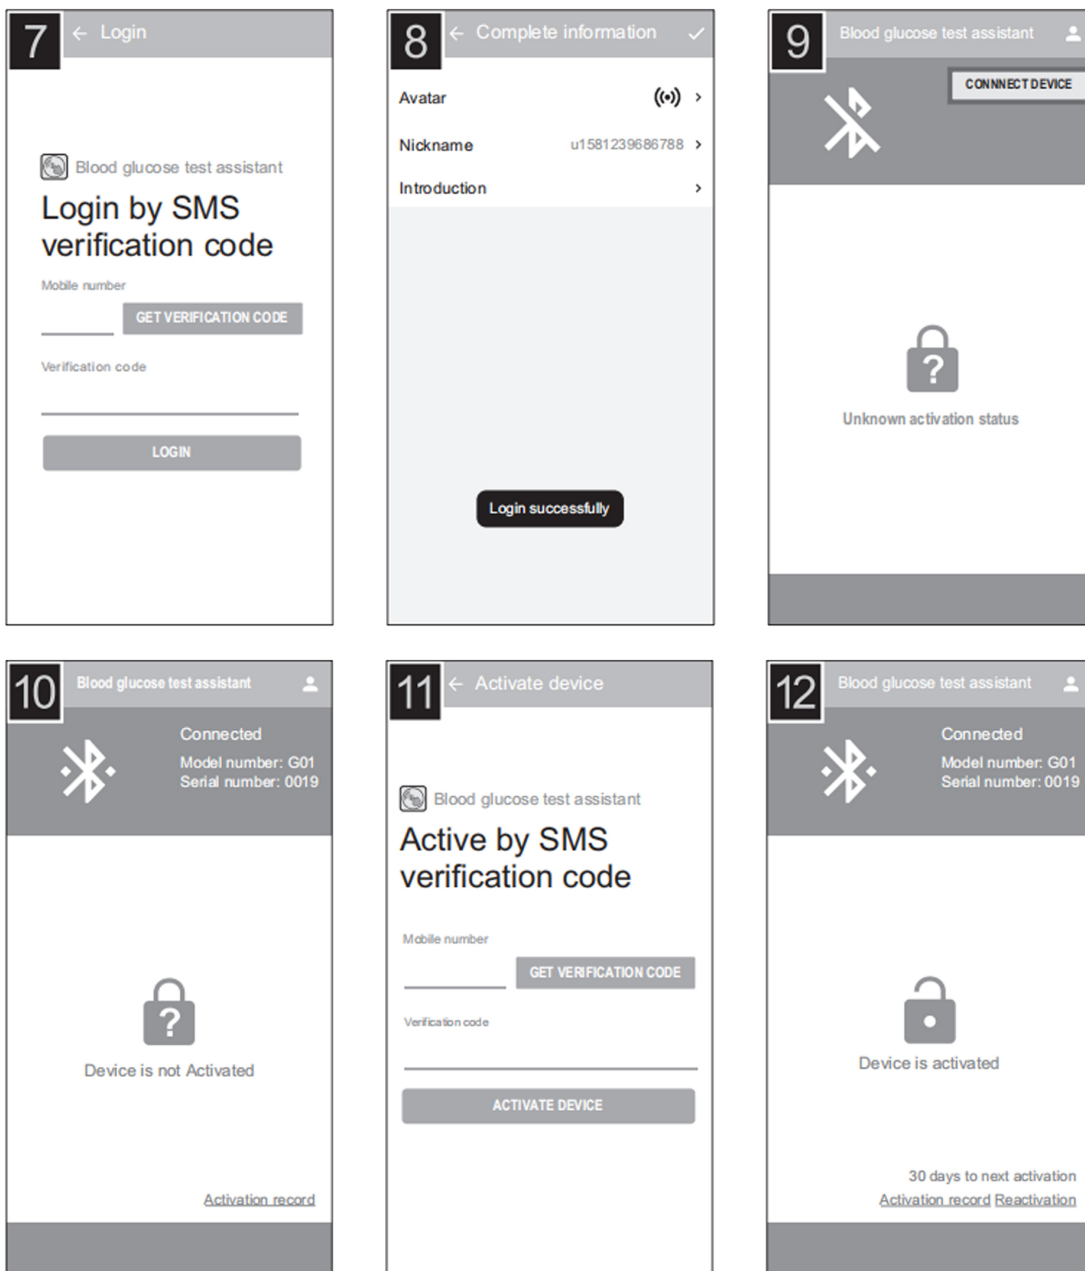 7
← Login
Blood glucose test assistant
Login by SMS
verification code
Mobile number
GET VERIFICATION CODE
Verification code
LOGIN
8
← Complete information
Avatar
Nickname u1581239686788 >
Introduction >
Login successfully
9
Blood glucose test assistant
CONNNECT DEVICE
?
Unknown activation status
10
Blood glucose test assistant
Connected
Model number: G01
Serial number: 0019
?
Device is not Activated
Activation record
11
← Activate device
Blood glucose test assistant
Active by SMS
verification code
Mobile number
GET VERIFICATION CODE
Verification code
ACTIVATE DEVICE
12
Blood glucose test assistant
Connected
Model number: G01
Serial number: 0019
Device is activated
30 days to next activation
Activation record Reactivation